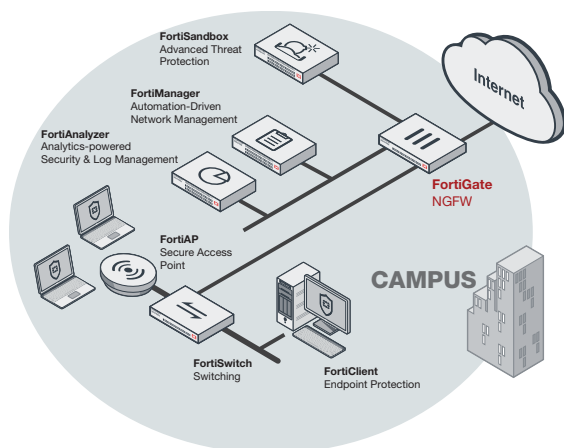 FortiSandbox
Advanced Threat
Protection
FortiManager
Automation-Driven
Network Management
FortiAnalyzer
Analytics-powered
Security & Log Management
Internet
FortiGate
NGFW
FortiAP
Secure Access
Point
CAMPUS
FortiSwitch
Switching
FortiClient
Endpoint Protection